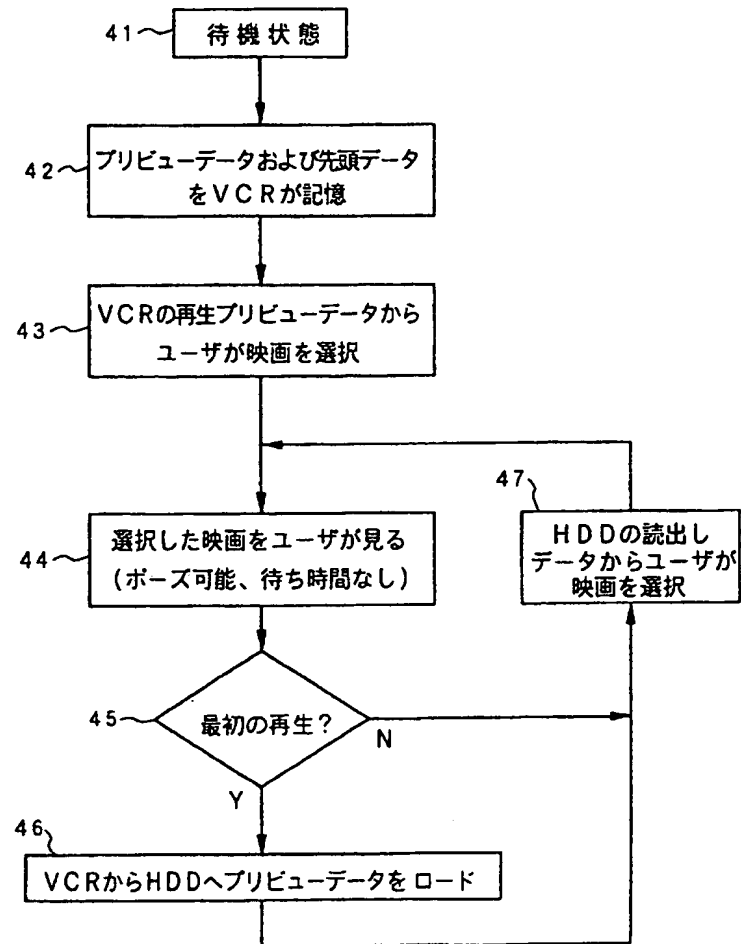 41
待機状態
42
プリビューデータおよび先頭データ
をVCRが記憶
43
VCRの再生プリビューデータから
ユーザが映画を選択
44
選択した映画をユーザが見る
(ポーズ可能、待ち時間なし)
47
HDDの読出し
データからユーザが
映画を選択
45
最初の再生?
N
Y
46
VCRからHDDへプリビューデータをロード